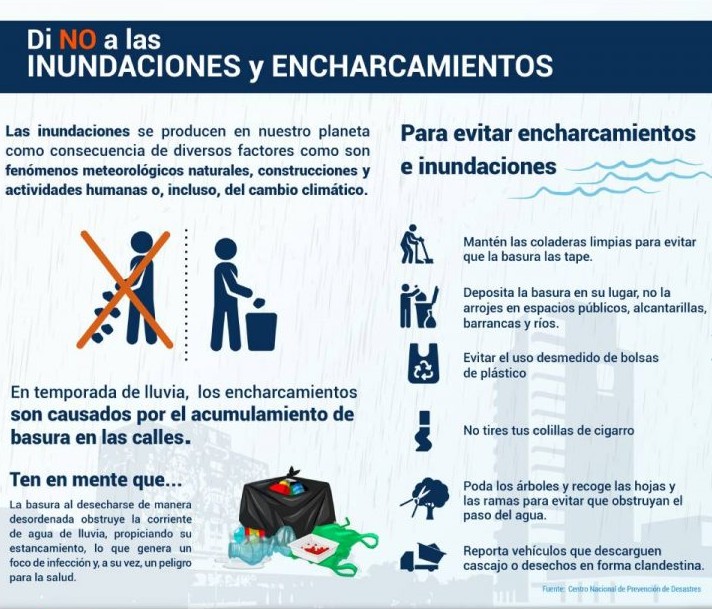 Di NO a las
INUNDACIONES y ENCHARCAMIENTOS
Las inundaciones se producen en nuestro planeta
como consecuencia de diversos factores como son
fenómenos meteorológicos naturales, construcciones y
actividades humanas o, incluso, del cambio climático.
En temporada de lluvia, los encharcamientos
son causados por el acumulamiento de
basura en las calles.
Ten en mente que...
La basura al desecharse de manera
desordenada obstruye la corriente
de agua de lluvia, propiciando su
estancamiento, lo que genera un
foco de infección y, a su vez, un peligro
para la salud.
Para evitar encharcamientos
e inundaciones
Mantén las coladeras limpias para evitar
que la basura las tape.
Deposita la basura en su lugar, no la
arrojes en espacios públicos, alcantarillas,
barrancas y ríos.
Evitar el uso desmedido de bolsas
de plástico
No tires tus colillas de cigarro
Poda los árboles y recoge las hojas y
las ramas para evitar que obstruyan el
paso del agua.
Reporta vehículos que descarguen
cascajo o desechos en forma clandestina.
Fuente: Centro Nacional de Prevención de Desastres